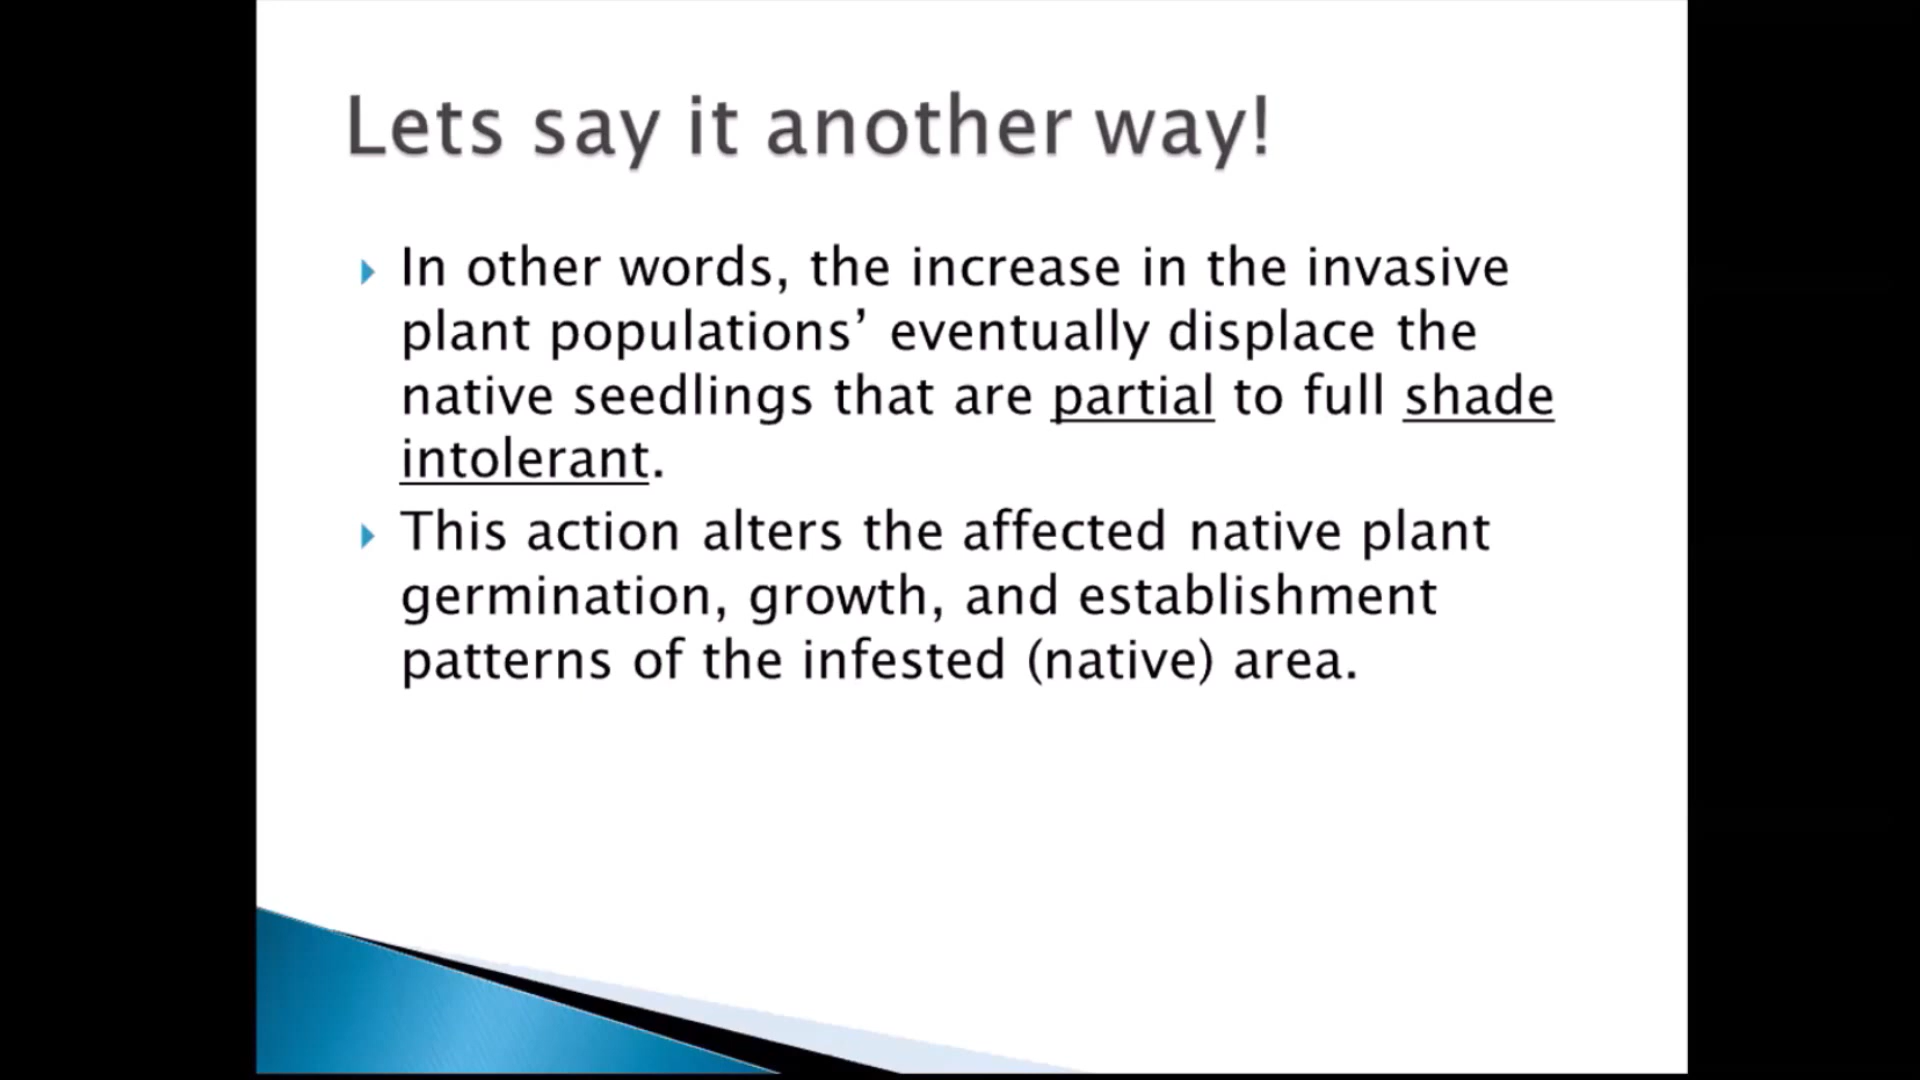 Lets say it another way!
In other words, the increase in the invasive
plant populations’ eventually displace the
native seedlings that are partial to full shade
intolerant.
This action alters the affected native plant
germination, growth, and establishment
patterns of the infested (native) area.